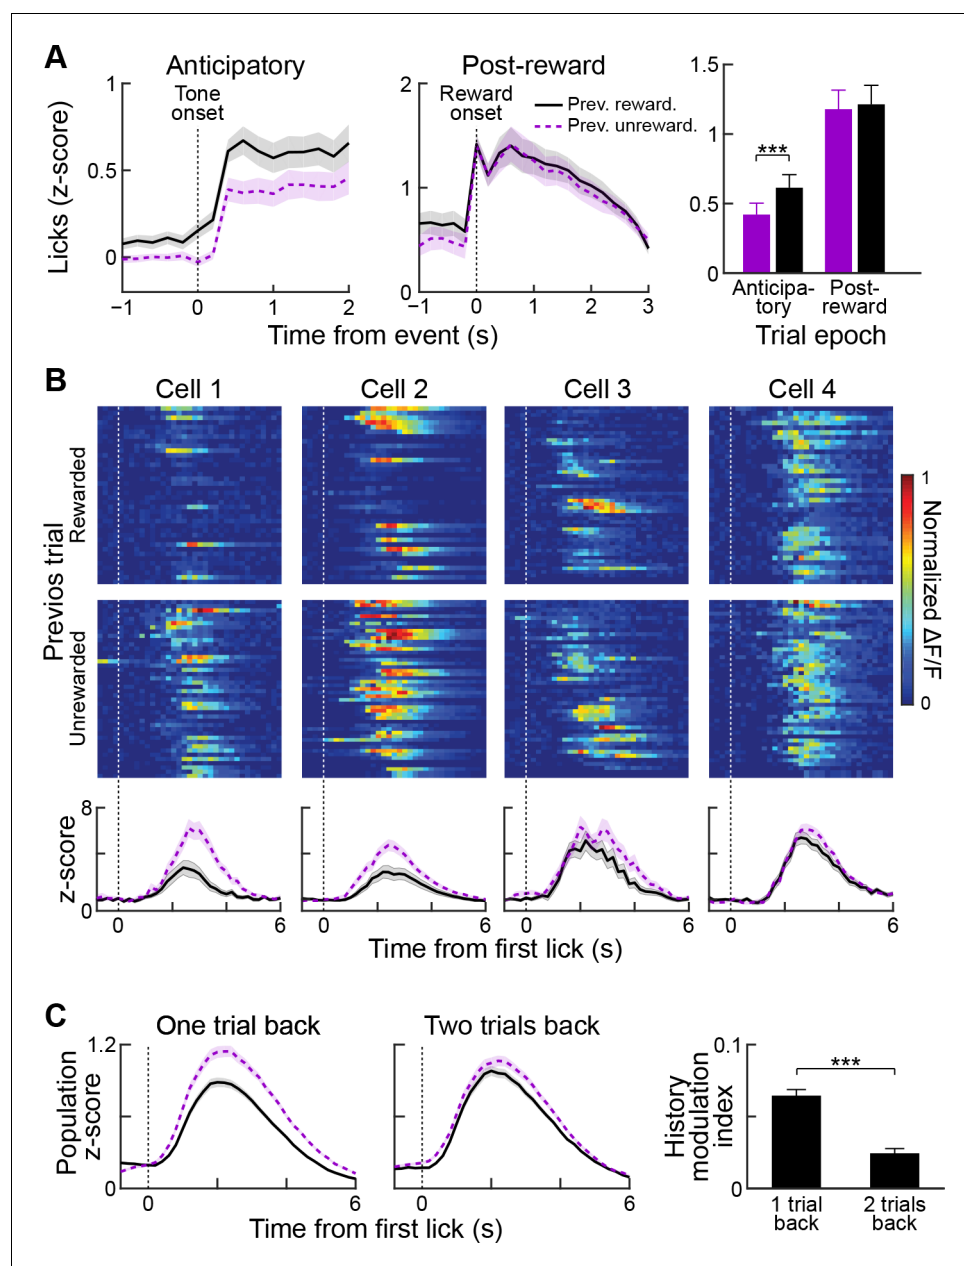 A
Anticipatory
Post-reward
Tone
onset
Reward
onset
Prev. reward.
Prev. unreward.
Licks (z-score)
1
0.5
0
−1
0
1
2
2
1
0
−1
0
1
2
3
Time from event (s)
1.5
1
0.5
0
***
Anticipa-
tory
Post-
reward
Trial epoch
B
Cell 1
Cell 2
Cell 3
Cell 4
Previos trial
Rewarded
Unrewarded
1
0
Normalized ΔF/F
z-score
8
0
0
6
0
6
0
6
0
6
Time from first lick (s)
C
One trial back
Two trials back
Population
z-score
1.2
0
0
6
0
6
Time from first lick (s)
History
modulation
index
0.1
0
***
1 trial
back
2 trials
back